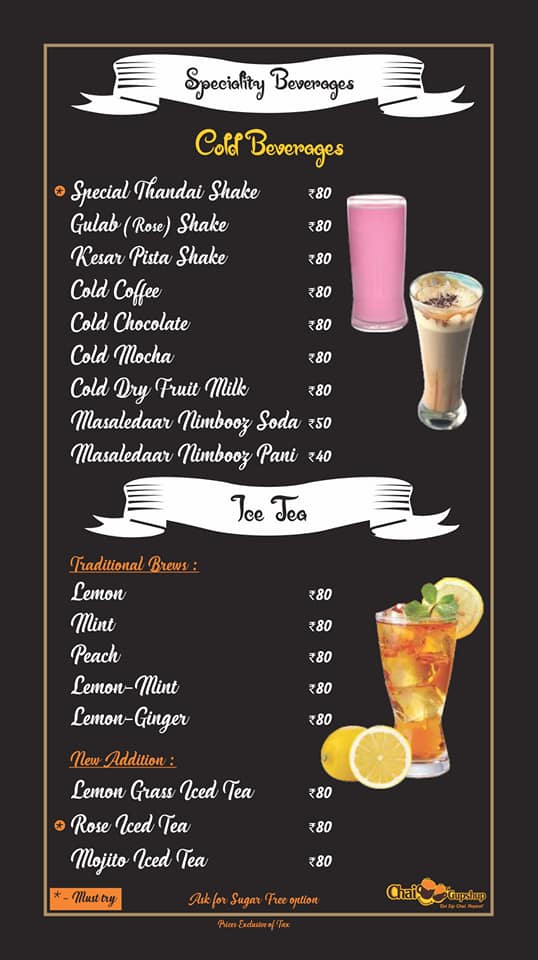 Speciality Beverages
Cold Beverages
* Special Thandai Shake ₹80
Gulab (Rose) Shake ₹80
Kesar Pista Shake ₹80
Cold Coffee ₹80
Cold Chocolate ₹80
Cold Mocha ₹80
Cold Dry Fruit Milk ₹80
Masaledaar Nimbooz Soda ₹50
Masaledaar Nimbooz Pani ₹40
Ice Tea
Traditional Brews :
Lemon ₹80
Mint ₹80
Peach ₹80
Lemon-Mint ₹80
Lemon-Ginger ₹80
New Addition :
Lemon Grass Iced Tea ₹80
* Rose Iced Tea ₹80
Mojito Iced Tea ₹80
* - Must try
Ask for Sugar Free option
Chai Gupshup
Prices Exclusive of Tax